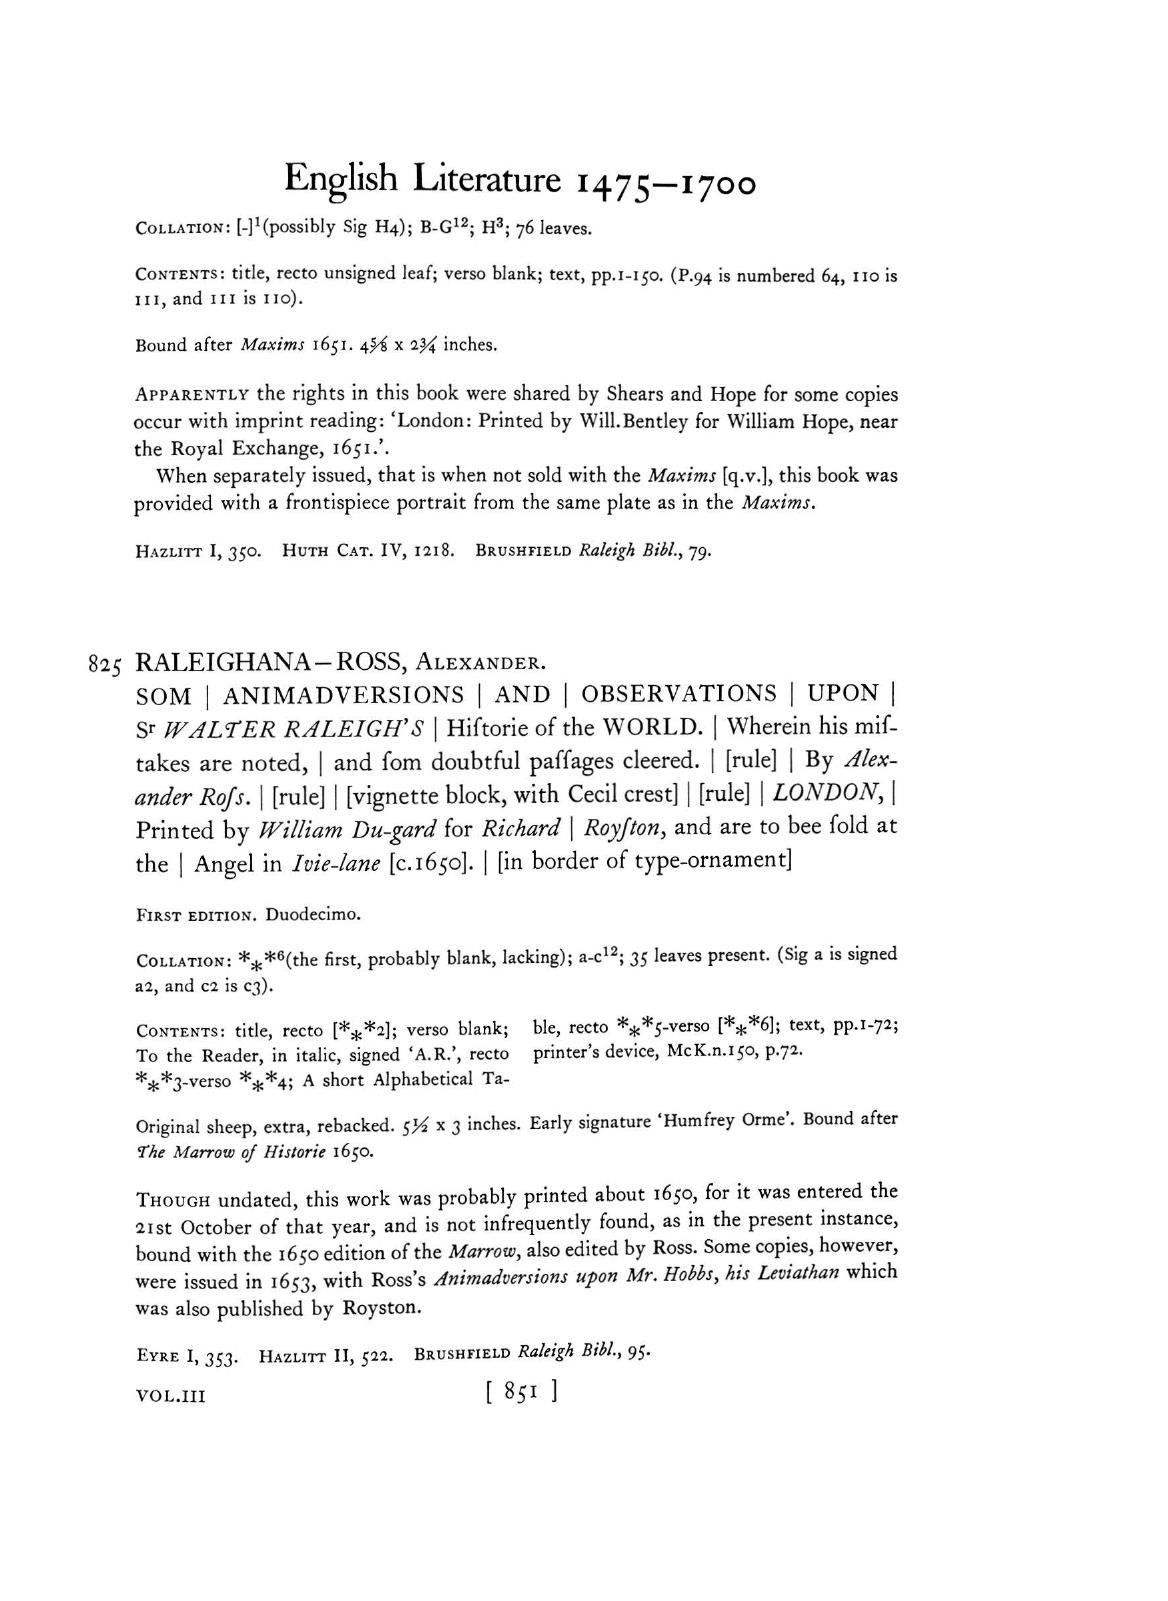 English Literature 1475—1700
COLLATION: [-]¹(possibly Sig H4); B-G¹²; H³; 76 leaves.
CONTENTS: title, recto unsigned leaf; verso blank; text, pp.1-150. (P.94 is numbered 64, 110 is
111, and 111 is 110).
Bound after Maxims 1651. 4⅝ x 2¾ inches.
APPARENTLY the rights in this book were shared by Shears and Hope for some copies
occur with imprint reading: ‘London: Printed by Will.Bentley for William Hope, near
the Royal Exchange, 1651.’.
When separately issued, that is when not sold with the Maxims [q.v.], this book was
provided with a frontispiece portrait from the same plate as in the Maxims.
HAZLITT I, 350. HUTH CAT. IV, 1218. BRUSHFIELD Raleigh Bibl., 79.
825 RALEIGHANA—ROSS, ALEXANDER.
SOM | ANIMADVERSIONS | AND | OBSERVATIONS | UPON |
Sʳ WALTER RALEIGH’S | Hiſtorie of the WORLD. | Wherein his miſ-
takes are noted, | and ſom doubtful paſſages cleered. | [rule] | By Alex-
ander Roſs. | [rule] | [vignette block, with Cecil crest] | [rule] | LONDON, |
Printed by William Du-gard for Richard | Royſton, and are to bee ſold at
the | Angel in Ivie-lane [c.1650]. | [in border of type-ornament]
FIRST EDITION. Duodecimo.
COLLATION: *⁎*⁶(the first, probably blank, lacking); a-c¹²; 35 leaves present. (Sig a is signed
a2, and c2 is c3).
CONTENTS: title, recto [*⁎*2]; verso blank;
To the Reader, in italic, signed ‘A.R.’, recto
*⁎*3-verso *⁎*4; A short Alphabetical Ta-
ble, recto *⁎*5-verso [*⁎*6]; text, pp.1-72;
printer’s device, McK.n.150, p.72.
Original sheep, extra, rebacked. 5½ x 3 inches. Early signature ‘Humfrey Orme’. Bound after
The Marrow of Historie 1650.
THOUGH undated, this work was probably printed about 1650, for it was entered the
21st October of that year, and is not infrequently found, as in the present instance,
bound with the 1650 edition of the Marrow, also edited by Ross. Some copies, however,
were issued in 1653, with Ross’s Animadversions upon Mr. Hobbs, his Leviathan which
was also published by Royston.
EYRE I, 353. HAZLITT II, 522. BRUSHFIELD Raleigh Bibl., 95.
VOL.III [ 851 ]